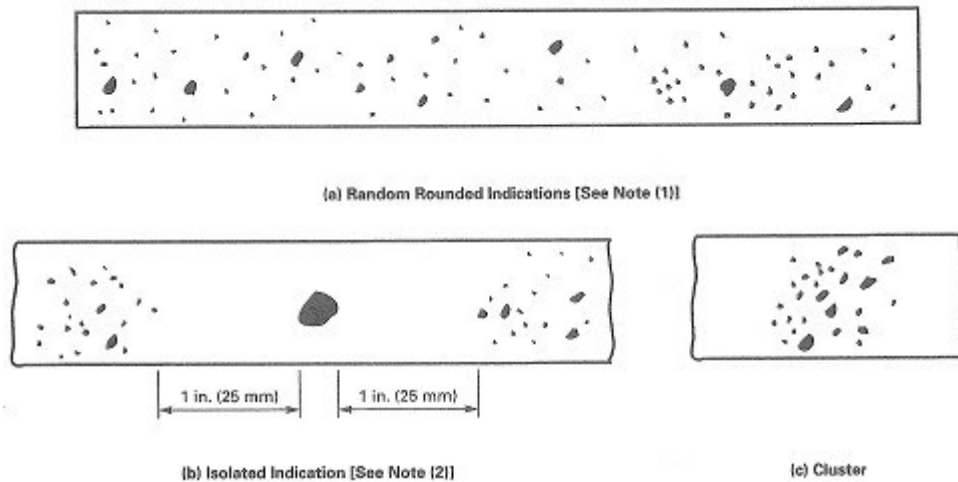 (a) Random Rounded Indications [See Note (1)]
1 in. (25 mm)
1 in. (25 mm)
(b) Isolated Indication [See Note (2)]
(c) Cluster